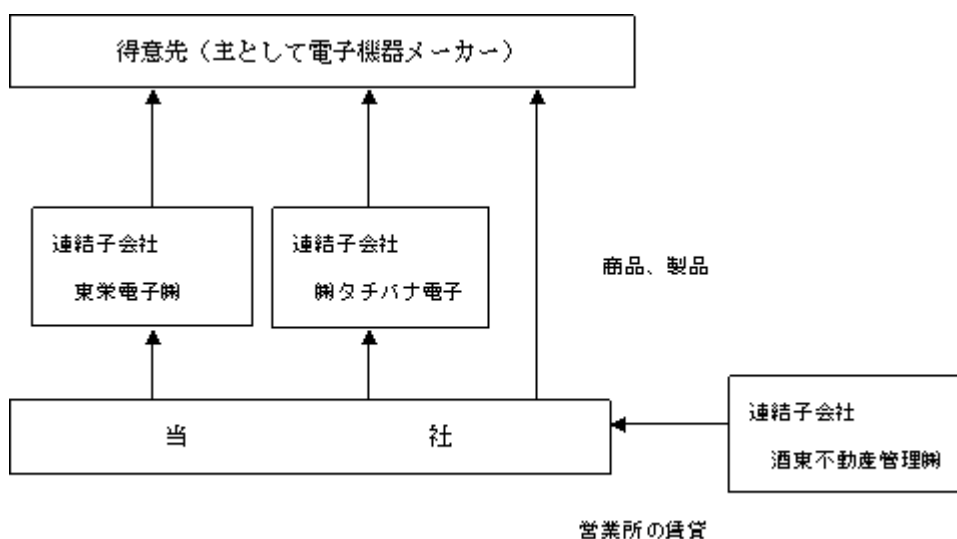 得意先（主として電子機器メーカー）
連結子会社
東栄電子㈱
連結子会社
㈱タチバナ電子
商品、製品
当　　社
連結子会社
酒東不動産管理㈱
営業所の賃貸